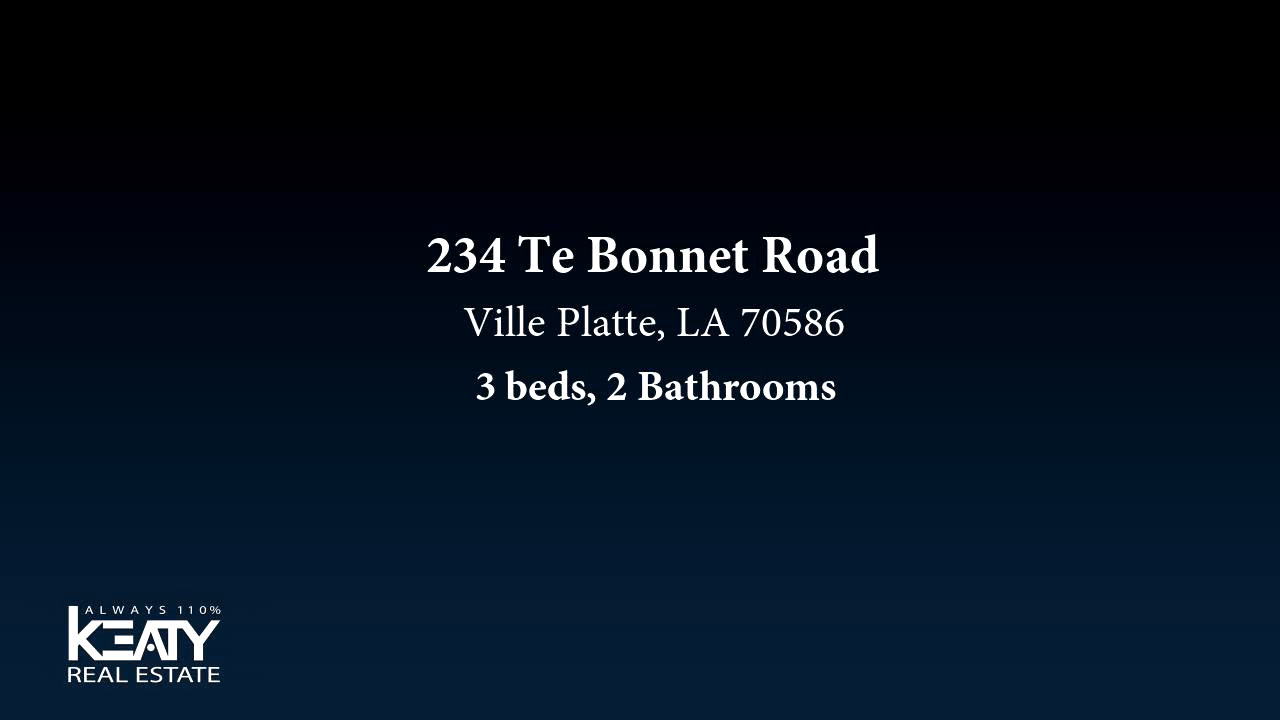 234 Te Bonnet Road
Ville Platte, LA 70586
3 beds, 2 Bathrooms
ALWAYS 110%
KEATY
REAL ESTATE